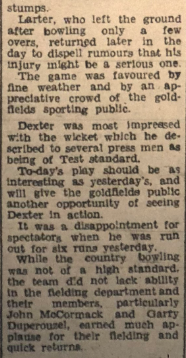 stumps.
Larter, who left the ground
after bowling only a few
overs, returned later in the
day to dispell rumours that his
injury might be a serious one.
The game was favoured by
fine weather and by an ap-
preciative crowd of the gold-
fields sporting public.
Dexter was most impressed
with the wicket which he de-
scribed to several press men as
being of Test standard.
To-day's play should be as
interesting as yesterday's, and
will give the goldfields public
another opportunity of seeing
Dexter in action.
It was a disappointment for
spectators when he was run
out for six runs yesterday.
While the country bowling
was not of a high standard,
the team did not lack ability
in the fielding department and
their members, particularly
John McCormack and Garry
Duperouzel, earned much ap-
plause for their fielding and
quick returns.